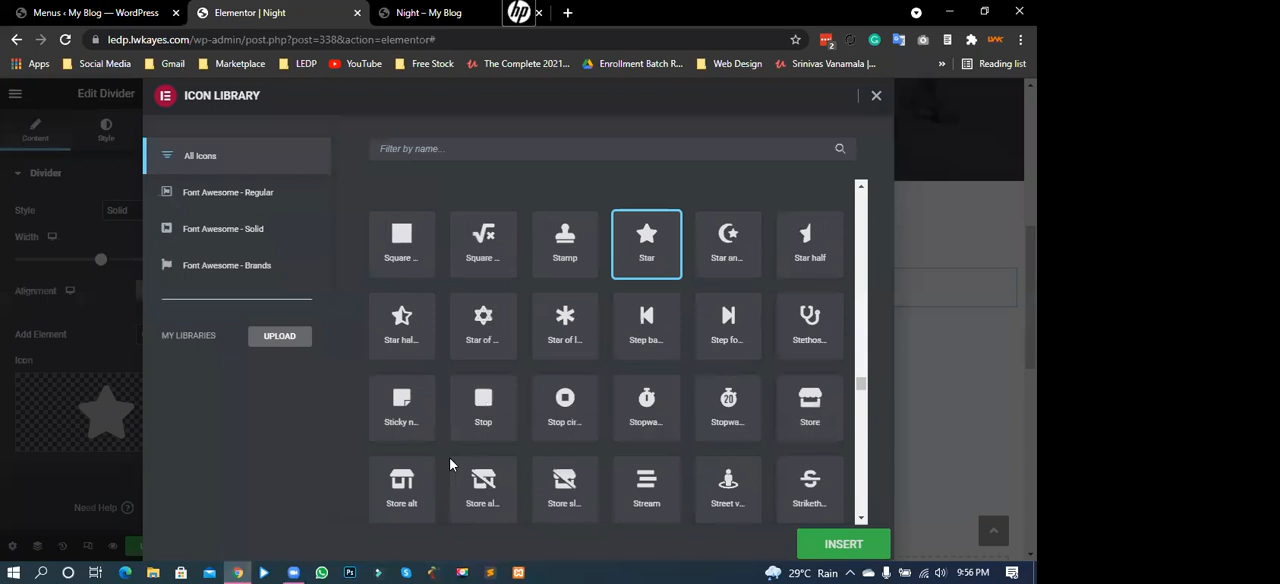 Menus ‹ My Blog — WordPress
Elementor | Night
Night – My Blog
ledp.lwkayes.com/wp-admin/post.php?post=338&action=elementor#
2
Apps
Social Media
Gmail
Marketplace
LEDP
YouTube
Free Stock
The Complete 2021...
Enrollment Batch R...
Web Design
Srinivas Vanamala |...
»
Reading list
Edit Divider
ICON LIBRARY
Content
Style
All Icons
Filter by name...
Divider
Font Awesome - Regular
Style
Solid
Font Awesome - Solid
Width
Font Awesome - Brands
Alignment
Add Element
MY LIBRARIES
UPLOAD
Icon
Square ...
Square ...
Stamp
Star
Star an...
Star half
Star hal...
Star of ...
Star of l...
Step ba...
Step fo...
Stethos...
Sticky n...
Stop
Stop cir...
Stopwa...
20
Stopwa...
Store
Store alt
Store al...
Store sl...
Stream
Street v...
Striketh...
Need Help
INSERT
29°C Rain
9:56 PM